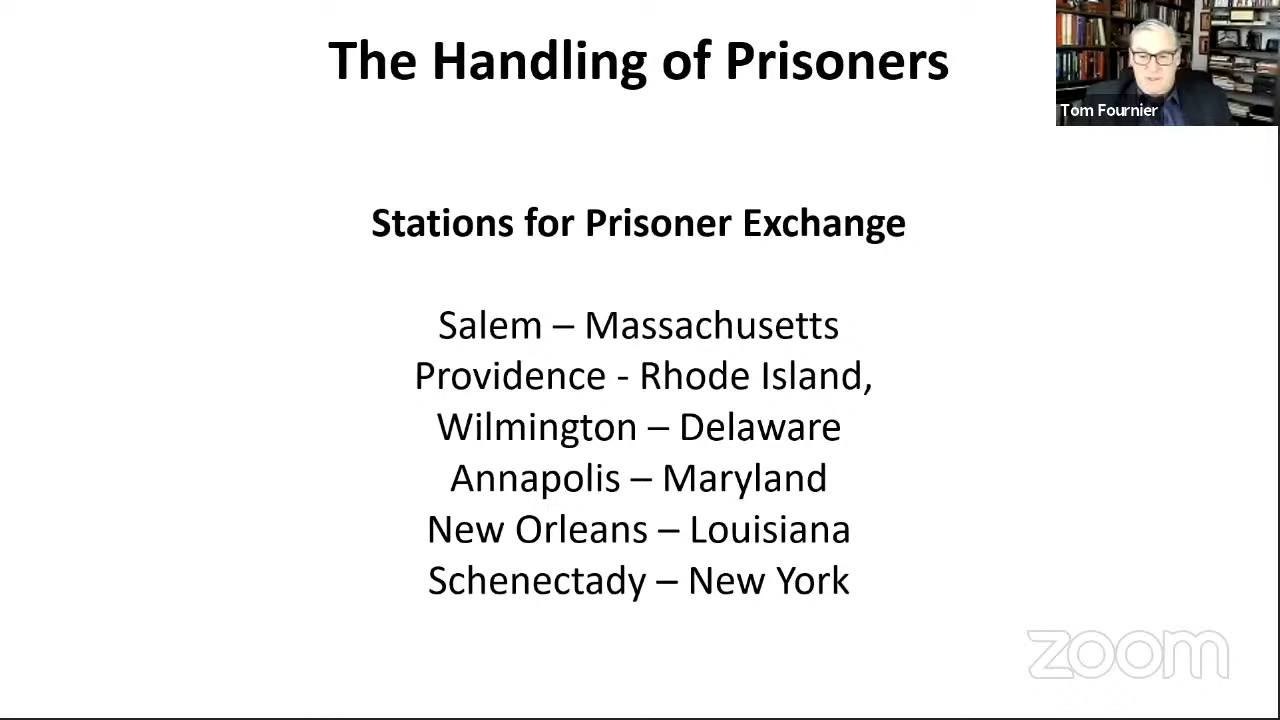 The Handling of Prisoners
Tom Fournier
Stations for Prisoner Exchange
Salem – Massachusetts
Providence - Rhode Island,
Wilmington – Delaware
Annapolis – Maryland
New Orleans – Louisiana
Schenectady – New York
zoom